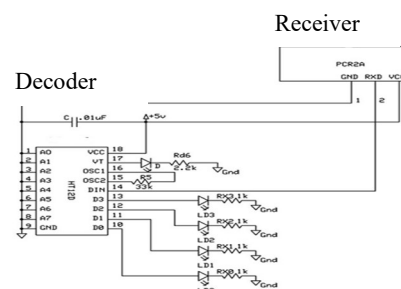 Receiver
PCR2A
GND RXD VC
1 2
Decoder
C .01uF
+5v
1 A0 VCC 18
2 A1 VT 17 D Rd6 2.2k Gnd
3 A2 OSC1 16
4 A3 OSC2 15 R5 33k
5 A4 DIN 14
6 A5 D3 13 RX3 1k Gnd
7 A6 D2 12 LD3 RX2 1k Gnd
8 A7 D1 11 LD2 RX1 1k Gnd
9 GND D0 10 LD1 RX0 1k Gnd
HT12D